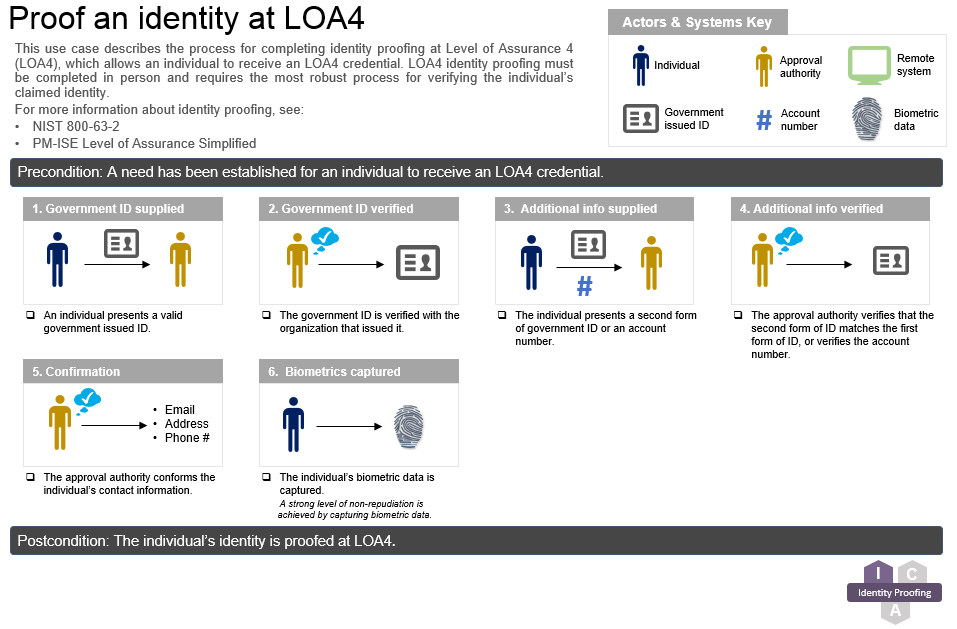 Proof an identity at LOA4
This use case describes the process for completing identity proofing at Level of Assurance 4
(LOA4), which allows an individual to receive an LOA4 credential. LOA4 identity proofing must
be completed in person and requires the most robust process for verifying the individual's
claimed identity.
For more information about identity proofing, see:
• NIST 800-63-2
• PM-ISE Level of Assurance Simplified
Actors & Systems Key
Individual
Approval
authority
Remote
system
Government
issued ID
#
Account
number
Biometric
data
Precondition: A need has been established for an individual to receive an LOA4 credential.
1. Government ID supplied
An individual presents a valid
government issued ID.
2. Government ID verified
The government ID is verified with the
organization that issued it.
3. Additional info supplied
#
The individual presents a second form
of government ID or an account
number.
4. Additional info verified
The approval authority verifies that the
second form of ID matches the first
form of ID, or verifies the account
number.
5. Confirmation
• Email
• Address
• Phone #
The approval authority conforms the
individual's contact information.
6. Biometrics captured
The individual's biometric data is
captured.
A strong level of non-repudiation is
achieved by capturing biometric data.
Postcondition: The individual's identity is proofed at LOA4.
I C
Identity Proofing
A